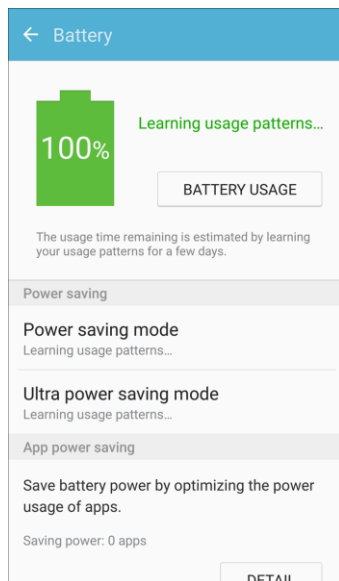 Battery
Learning usage patterns...
100%
BATTERY USAGE
The usage time remaining is estimated by learning
your usage patterns for a few days.
Power saving
Power saving mode
Learning usage patterns...
Ultra power saving mode
Learning usage patterns...
App power saving
Save battery power by optimizing the power
usage of apps.
Saving power: 0 apps
DETAIL